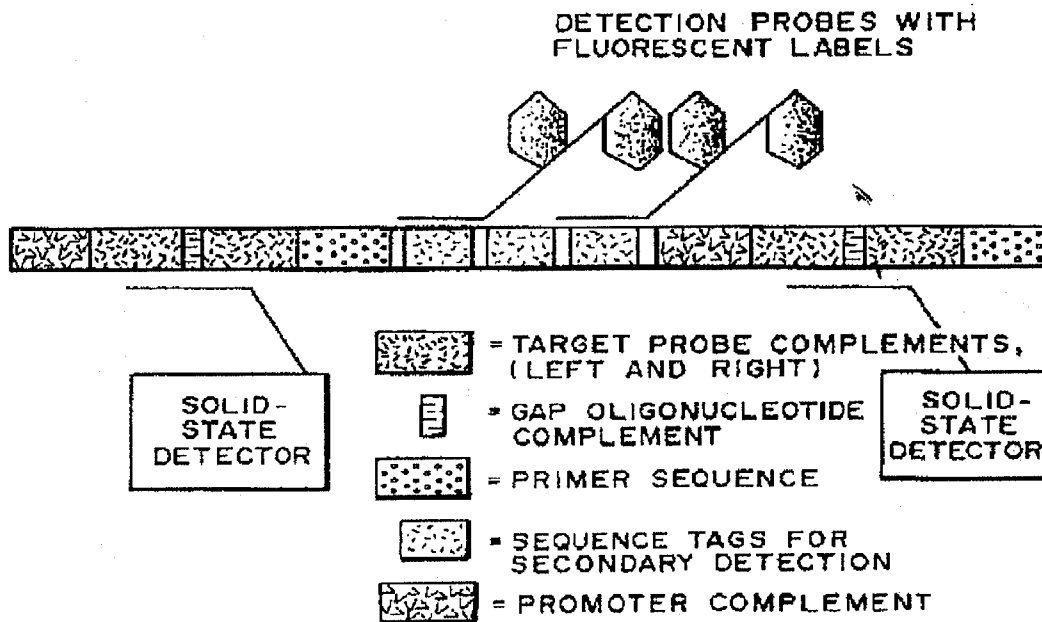 DETECTION PROBES WITH
FLUORESCENT LABELS
= TARGET PROBE COMPLEMENTS,
(LEFT AND RIGHT)
SOLID-
STATE
DETECTOR
= GAP OLIGONUCLEOTIDE
COMPLEMENT
SOLID-
STATE
DETECTOR
= PRIMER SEQUENCE
= SEQUENCE TAGS FOR
SECONDARY DETECTION
= PROMOTER COMPLEMENT